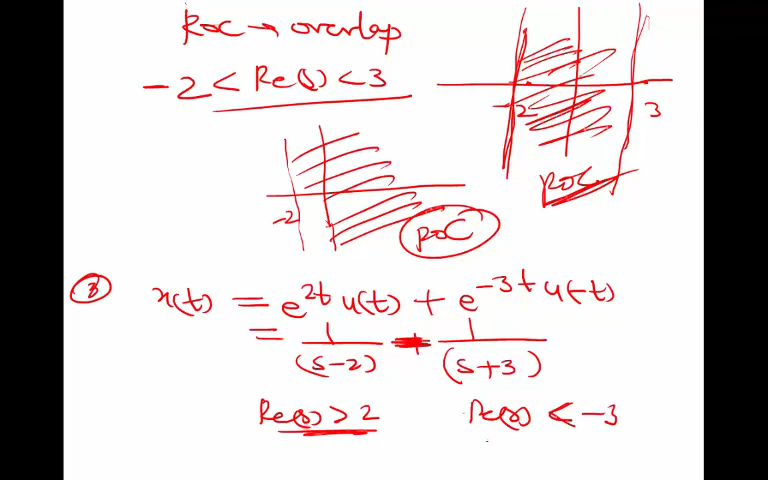 ROC → overlap
-2 < Re(s) < 3
-2 3
ROC
-2
ROC
3 x(t) = e^{2t} u(t) + e^{-3t} u(-t)
= 1/(s-2) + 1/(s+3)
Re(s) > 2 Re(s) < -3